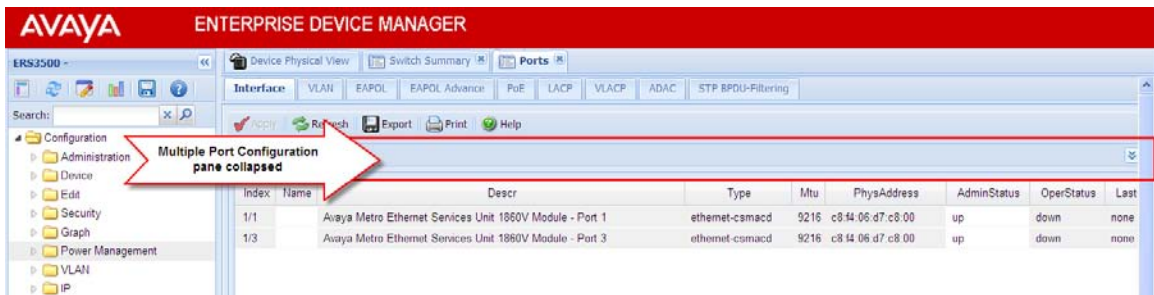 AVAYA ENTERPRISE DEVICE MANAGER
ERS3500 -
Device Physical View Switch Summary Ports
Interface VLAN EAPOL EAPOL Advance PoE LACP VLACP ADAC STP BPDU-Filtering
Search:
Apply Refresh Export Print Help
Configuration
Administration
Device
Edit
Security
Graph
Power Management
VLAN
IP
Multiple Port Configuration
pane collapsed
Index Name Descr Type Mtu PhysAddress AdminStatus OperStatus Last
1/1 Avaya Metro Ethernet Services Unit 1860V Module - Port 1 ethernet-csmacd 9216 c8:f4:06:d7:c8:00 up down none
1/3 Avaya Metro Ethernet Services Unit 1860V Module - Port 3 ethernet-csmacd 9216 c8:f4:06:d7:c8:00 up down none